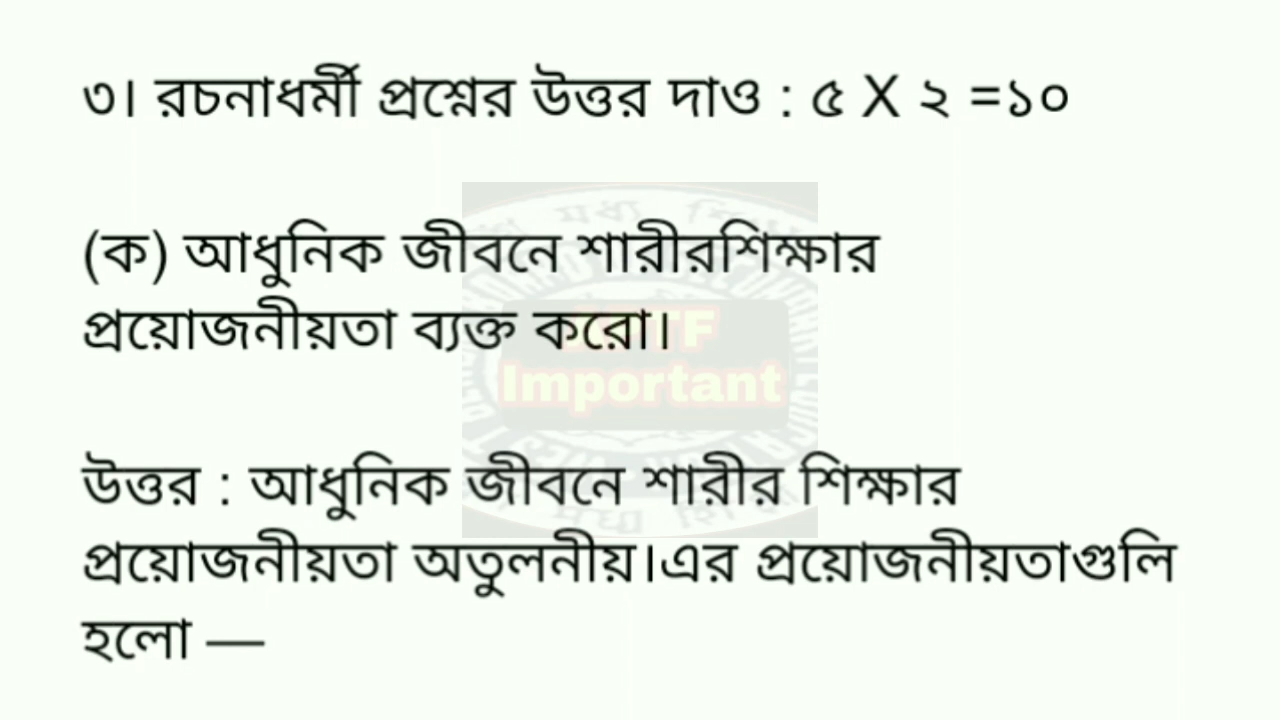 ৩। রচনাধর্মী প্রশ্নের উত্তর দাও : ৫ X ২ =১০
(ক) আধুনিক জীবনে শারীরশিক্ষার
প্রয়োজনীয়তা ব্যক্ত করো।
Important
উত্তর : আধুনিক জীবনে শারীর শিক্ষার
প্রয়োজনীয়তা অতুলনীয়।এর প্রয়োজনীয়তাগুলি
হলো —